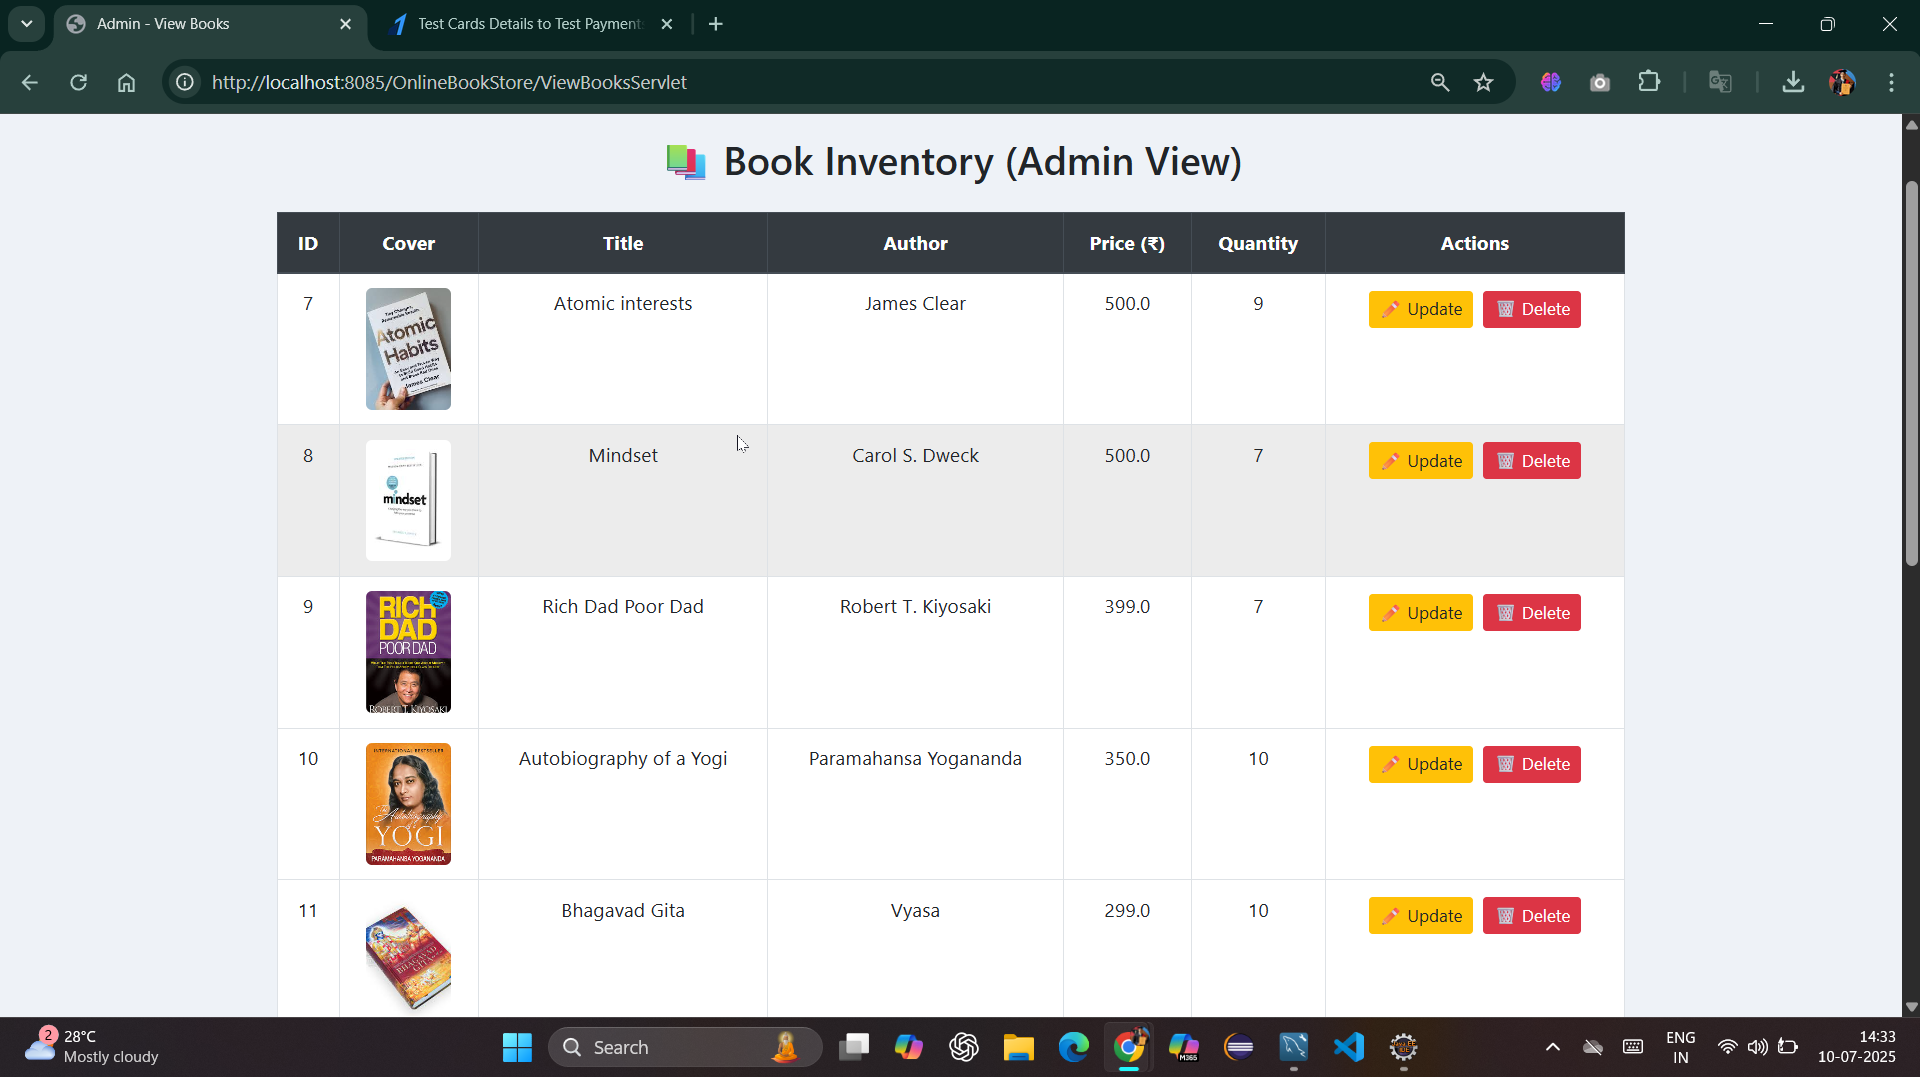 Admin - View Books
Test Cards Details to Test Payment
http://localhost:8085/OnlineBookStore/ViewBooksServlet
Book Inventory (Admin View)
ID Cover Title Author Price (₹) Quantity Actions
7 Atomic interests James Clear 500.0 9 Update Delete
Atomic
Habits
James Clear
8 Mindset Carol S. Dweck 500.0 7 Update Delete
mindset
9 Rich Dad Poor Dad Robert T. Kiyosaki 399.0 7 Update Delete
RICH
DAD
POOR DAD
ROBERT T. KIYOSAKI
10 Autobiography of a Yogi Paramahansa Yogananda 350.0 10 Update Delete
INTERNATIONAL BESTSELLER
Autobiography
YOGI
PARAMAHANSA YOGANANDA
11 Bhagavad Gita Vyasa 299.0 10 Update Delete
BHAGAVAD
GITA
2
28°C
Mostly cloudy
Search
M365
ENG
IN
14:33
10-07-2025